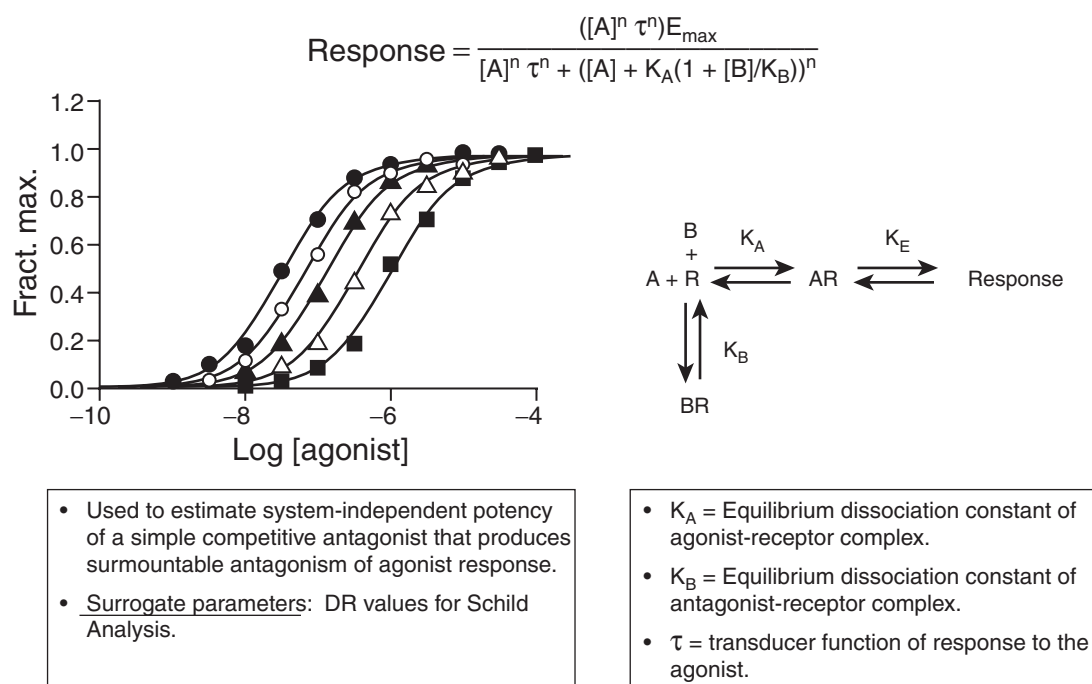 Response = ([A]ⁿ τⁿ)E_max
[A]ⁿ τⁿ + ([A] + K_A(1 + [B]/K_B))ⁿ
1.2
1.0
0.8
0.6
0.4
0.2
0.0
Fract. max.
−10
−8
−6
−4
Log [agonist]
B
+
A + R
K_A
AR
K_E
Response
K_B
BR
• Used to estimate system-independent potency
of a simple competitive antagonist that produces
surmountable antagonism of agonist response.
• Surrogate parameters: DR values for Schild
Analysis.
• K_A = Equilibrium dissociation constant of
agonist-receptor complex.
• K_B = Equilibrium dissociation constant of
antagonist-receptor complex.
• τ = transducer function of response to the
agonist.